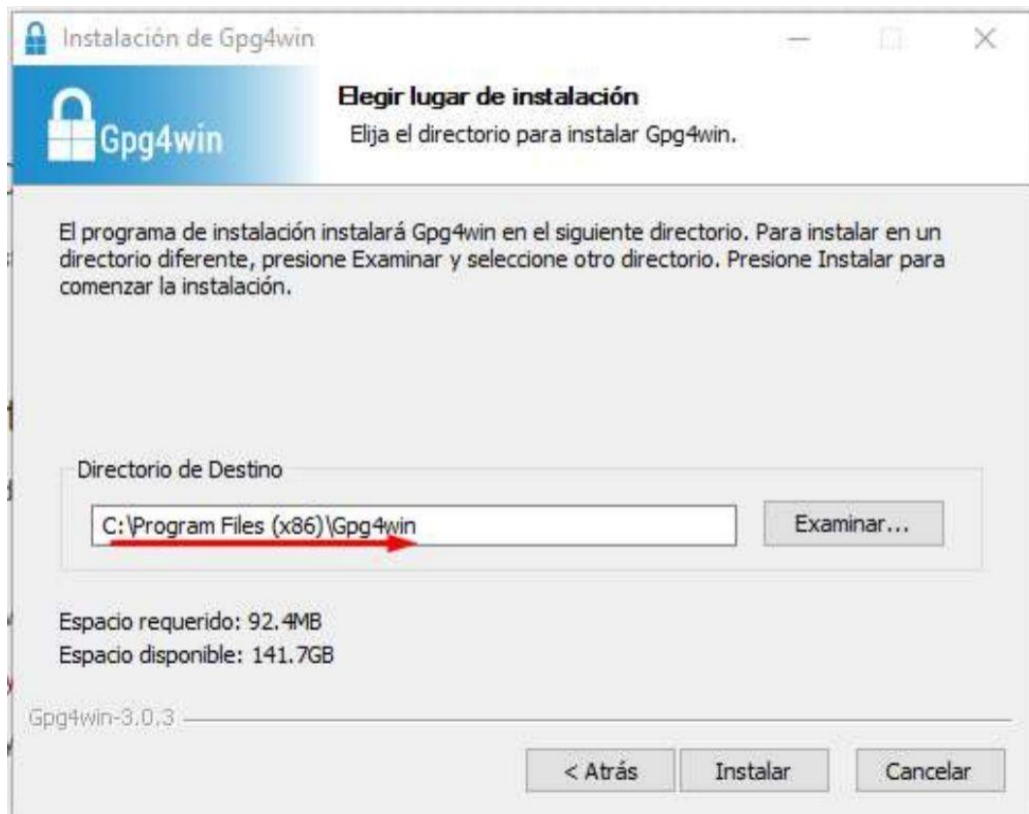 Instalación de Gpg4win
Gpg4win
Elegir lugar de instalación
Elija el directorio para instalar Gpg4win.
El programa de instalación instalará Gpg4win en el siguiente directorio. Para instalar en un
directorio diferente, presione Examinar y seleccione otro directorio. Presione Instalar para
comenzar la instalación.
Directorio de Destino
C:\Program Files (x86)\Gpg4win
Examinar...
Espacio requerido: 92.4MB
Espacio disponible: 141.7GB
Gpg4win-3.0.3
< Atrás
Instalar
Cancelar